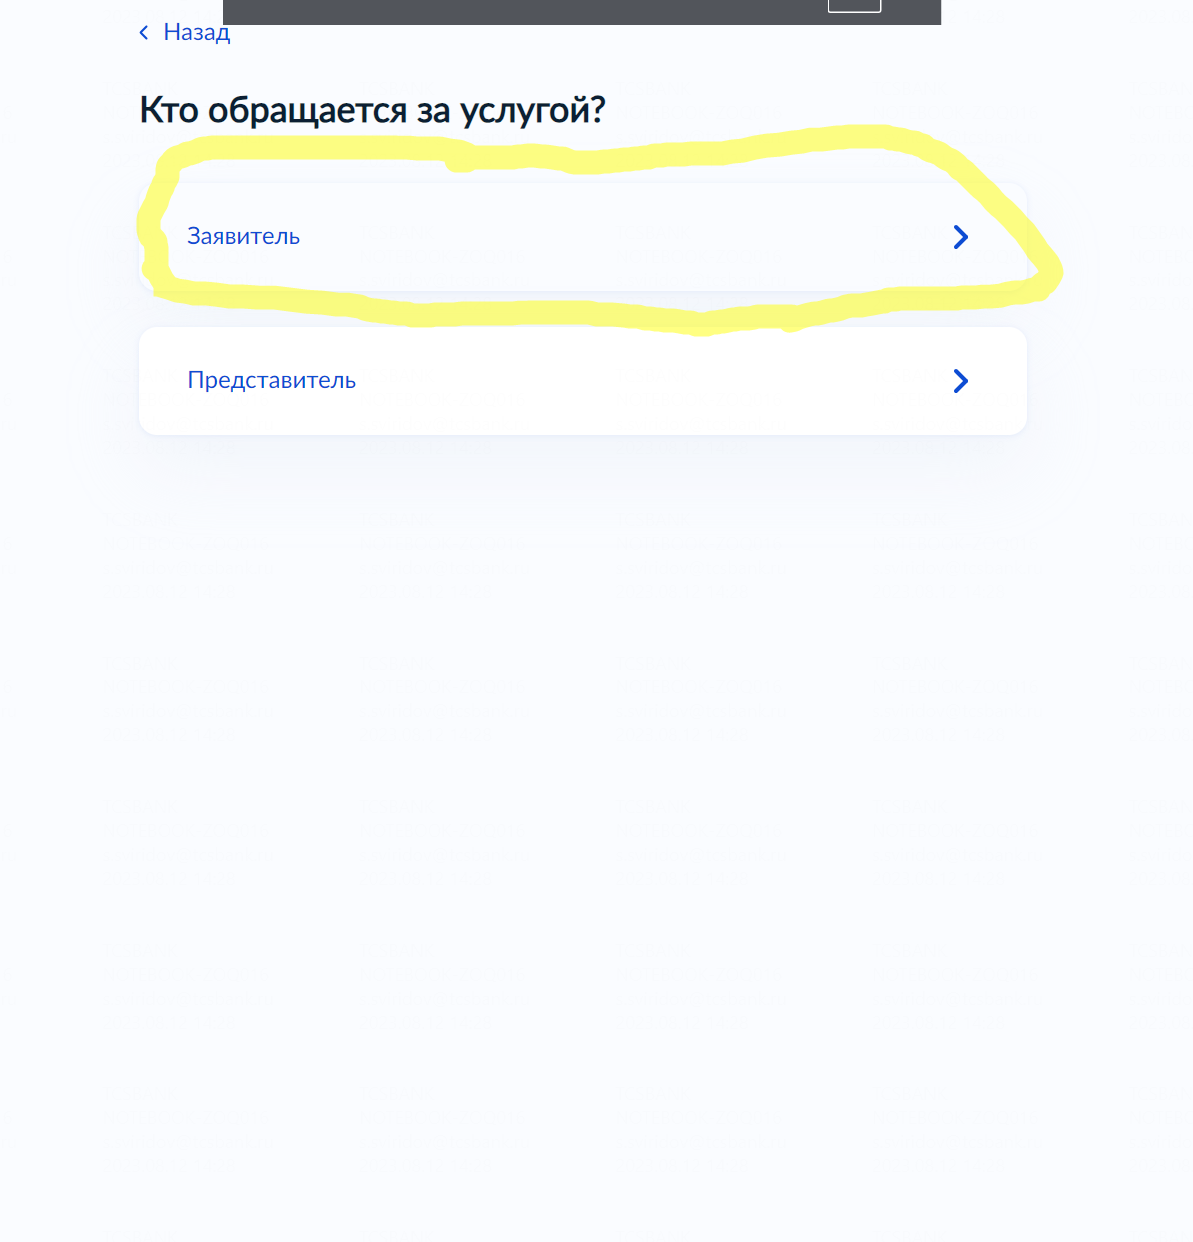 Назад
Кто обращается за услугой?
Заявитель
Представитель